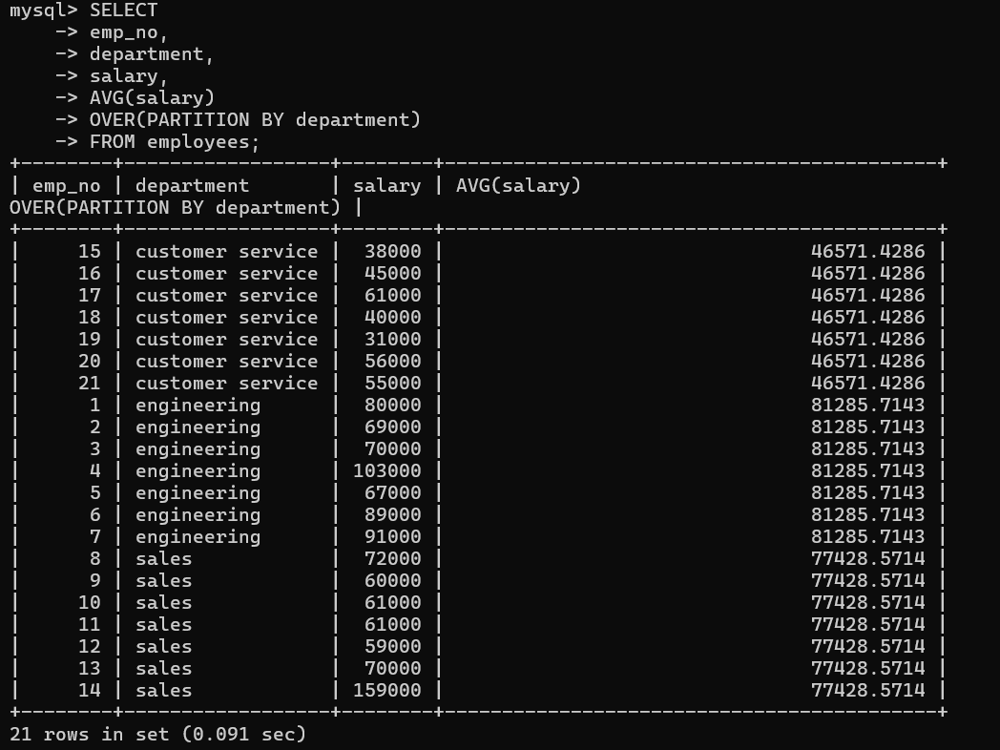 mysql> SELECT
    -> emp_no,
    -> department,
    -> salary,
    -> AVG(salary)
    -> OVER(PARTITION BY department)
    -> FROM employees;
+--------+------------------+--------+-------------------------------------------+
| emp_no | department       | salary | AVG(salary)
OVER(PARTITION BY department) |
+--------+------------------+--------+-------------------------------------------+
|     15 | customer service |  38000 |                                46571.4286 |
|     16 | customer service |  45000 |                                46571.4286 |
|     17 | customer service |  61000 |                                46571.4286 |
|     18 | customer service |  40000 |                                46571.4286 |
|     19 | customer service |  31000 |                                46571.4286 |
|     20 | customer service |  56000 |                                46571.4286 |
|     21 | customer service |  55000 |                                46571.4286 |
|      1 | engineering      |  80000 |                                81285.7143 |
|      2 | engineering      |  69000 |                                81285.7143 |
|      3 | engineering      |  70000 |                                81285.7143 |
|      4 | engineering      | 103000 |                                81285.7143 |
|      5 | engineering      |  67000 |                                81285.7143 |
|      6 | engineering      |  89000 |                                81285.7143 |
|      7 | engineering      |  91000 |                                81285.7143 |
|      8 | sales            |  72000 |                                77428.5714 |
|      9 | sales            |  60000 |                                77428.5714 |
|     10 | sales            |  61000 |                                77428.5714 |
|     11 | sales            |  61000 |                                77428.5714 |
|     12 | sales            |  59000 |                                77428.5714 |
|     13 | sales            |  70000 |                                77428.5714 |
|     14 | sales            | 159000 |                                77428.5714 |
+--------+------------------+--------+-------------------------------------------+
21 rows in set (0.091 sec)